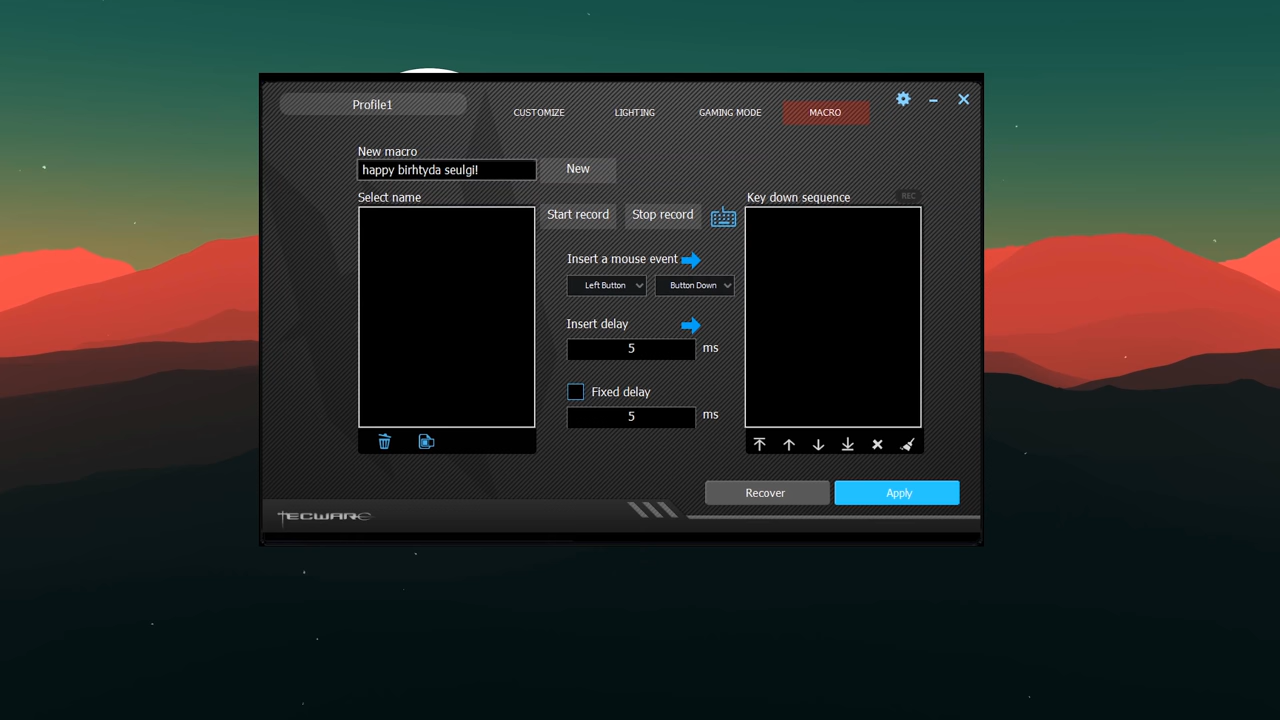 Profile1
CUSTOMIZE
LIGHTING
GAMING MODE
MACRO
New macro
happy birhtyda seulgi!
New
Select name
Start record
Stop record
Key down sequence
REC
Insert a mouse event
Left Button
Button Down
Insert delay
5
ms
Fixed delay
5
ms
Recover
Apply
TECWARE